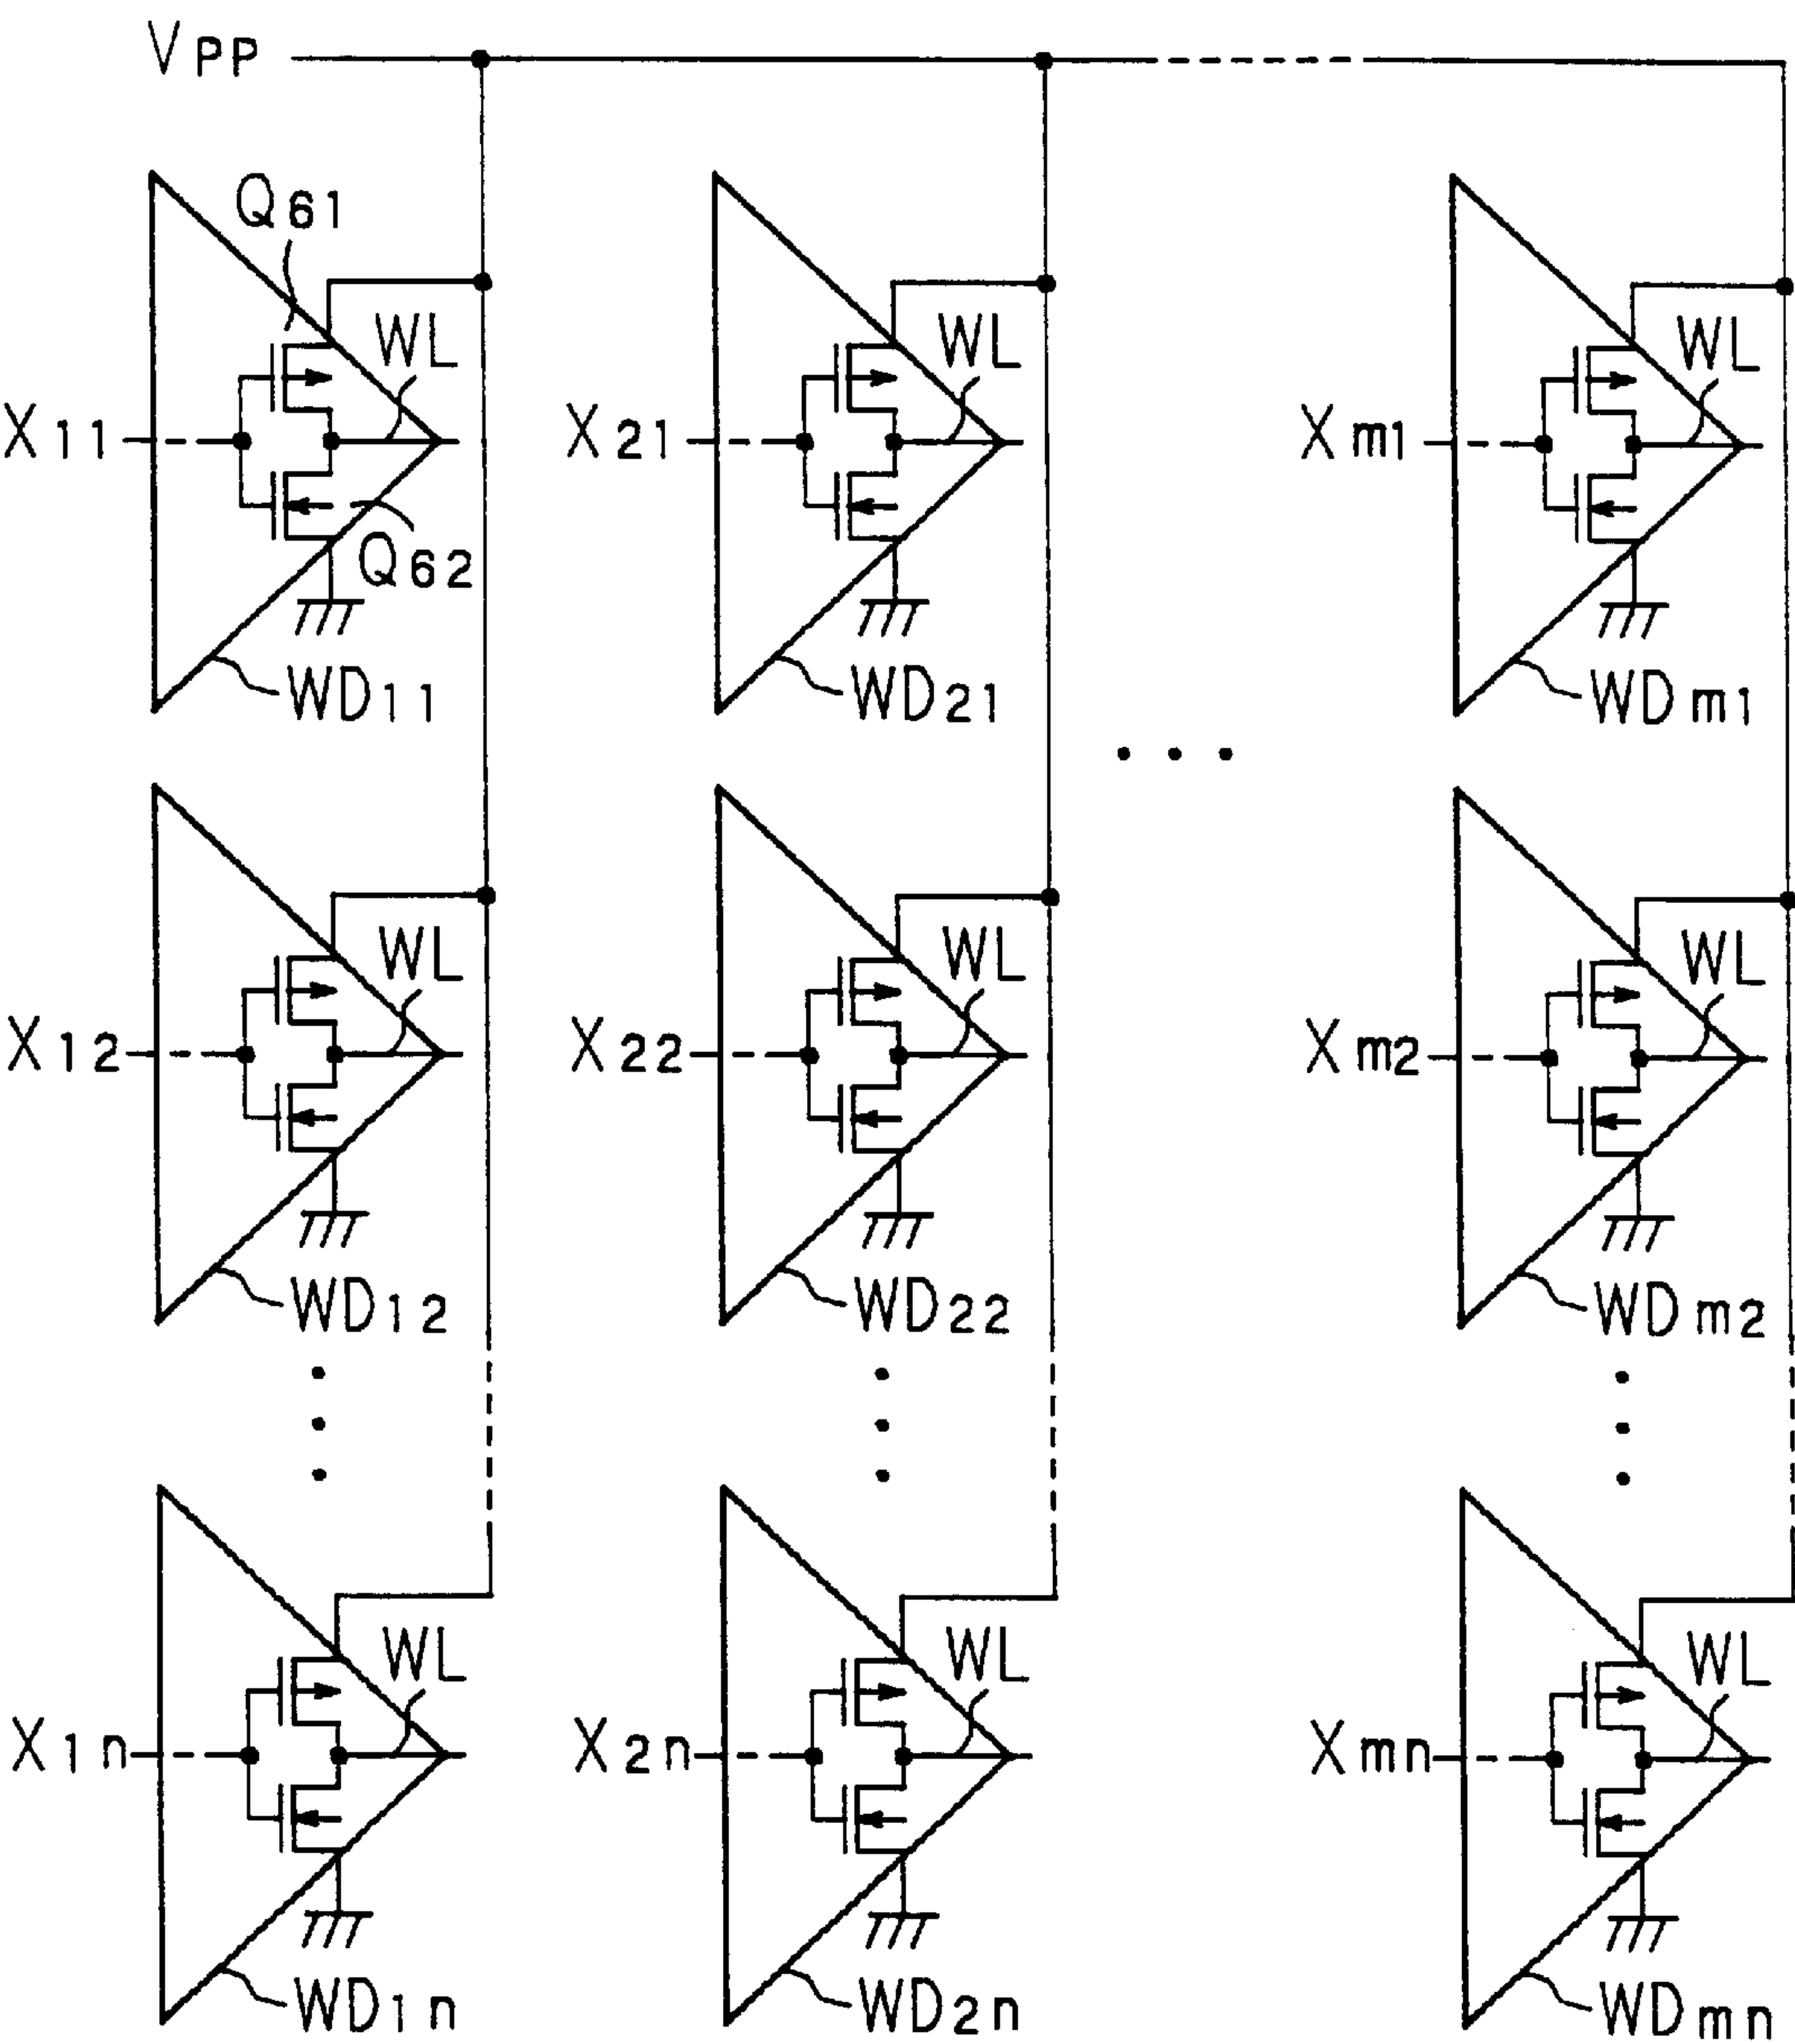 VPP
Q61
WL WL WL
X11 X21 Xm1
Q62
WD11 WD21 WDm1
WL WL WL
X12 X22 Xm2
WD12 WD22 WDm2
WL WL WL
X1n X2n Xmn
WD1n WD2n WDmn